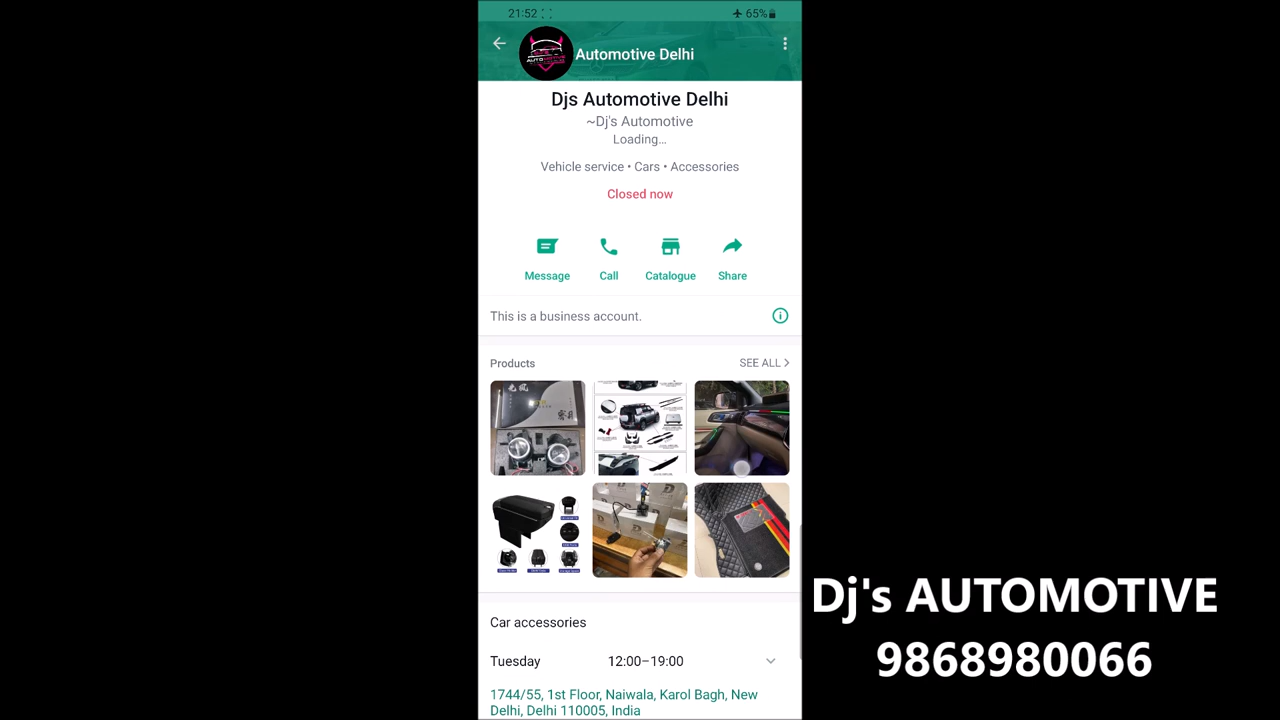 21:52
65%
AUTOMOTIVE
Automotive Delhi
Djs Automotive Delhi
~Dj's Automotive
Loading…
Vehicle service • Cars • Accessories
Closed now
Message
Call
Catalogue
Share
This is a business account.
Products
SEE ALL >
Car accessories
Tuesday 12:00–19:00
1744/55, 1st Floor, Naiwala, Karol Bagh, New
Delhi, Delhi 110005, India
Dj's AUTOMOTIVE
9868980066